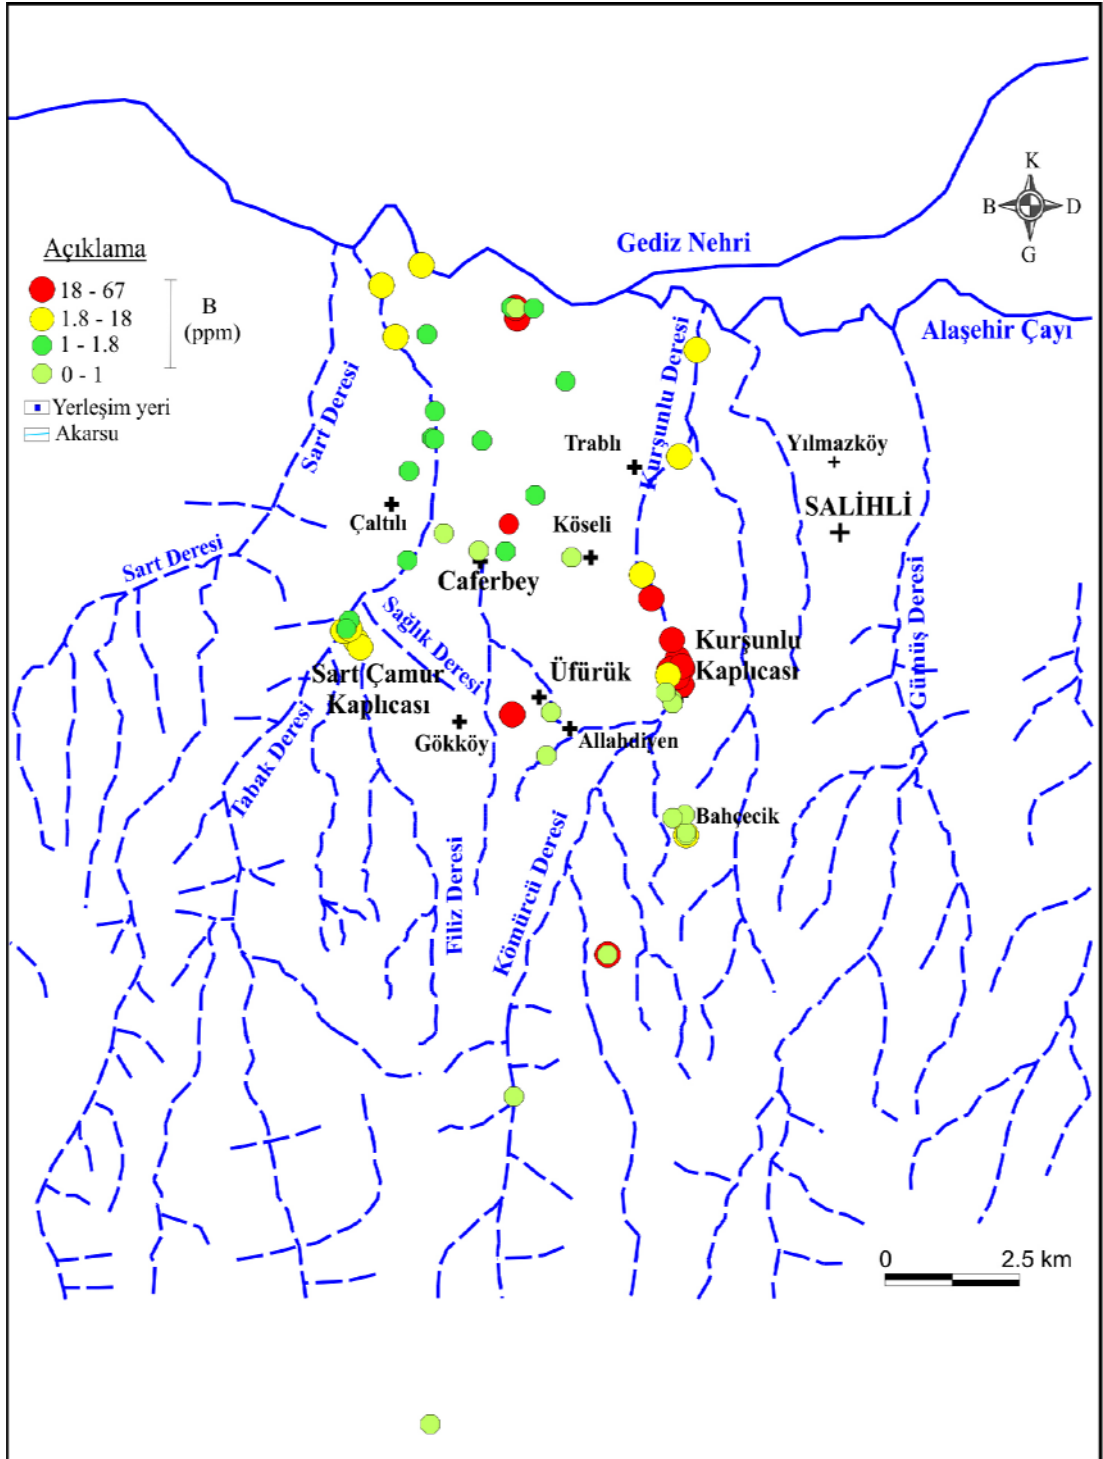 K
B D
G
Gediz Nehri
Alaşehir Çayı
Açıklama
18 - 67
1.8 - 18
1 - 1.8
0 - 1
B
(ppm)
Yerleşim yeri
Akarsu
Sart Deresi
Kurşunlu Deresi
Trablı
Yılmazköy
SALİHLİ
Çaltılı
Köseli
Sart Deresi
Caferbey
Gümüş Deresi
Sağlık Deresi
Kurşunlu
Kaplıcası
Üfürük
Sart Çamur
Kaplıcası
Gökköy
Allahdiyen
Tabak Deresi
Bahçecik
Filiz Deresi
Kömürcü Deresi
0 2.5 km